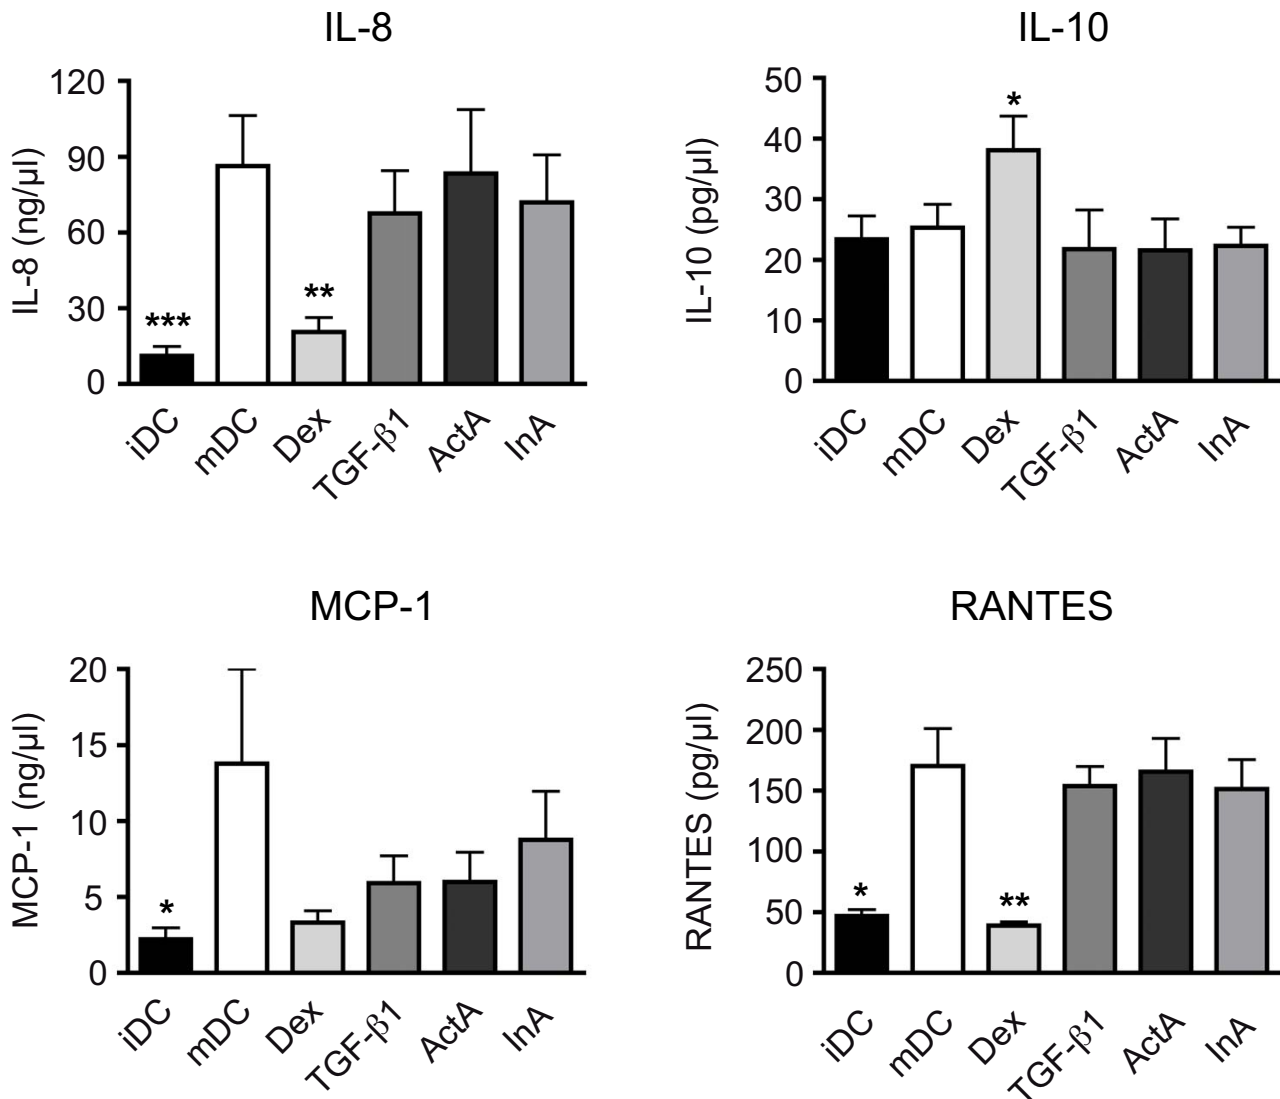 IL-8
IL-8 (ng/µl)
120
90
60
30
0
***
**
iDC
mDC
Dex
TGF-β1
ActA
InA
IL-10
IL-10 (pg/µl)
50
40
30
20
10
0
*
iDC
mDC
Dex
TGF-β1
ActA
InA
MCP-1
MCP-1 (ng/µl)
20
15
10
5
0
*
iDC
mDC
Dex
TGF-β1
ActA
InA
RANTES
RANTES (pg/µl)
250
200
150
100
50
0
*
**
iDC
mDC
Dex
TGF-β1
ActA
InA